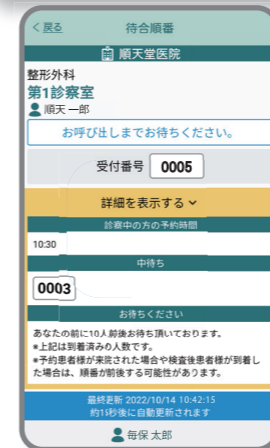 < 戻る 待合順番
順天堂医院
整形外科
第1診察室
順天 一郎
お呼び出しまでお待ちください。
受付番号 0005
詳細を表示する
診察中の方の予約時間
10:30
中待ち
0003
お待ちください
あなたの前に10人前後お待ち頂いております。
*上記は到着済みの人数です。
*予約患者様が来院された場合や検査後患者様が到着し
た場合は、順番が前後する可能性があります。
最終更新 2022/10/14 10:42:15
約15秒後に自動更新されます
毎保 太郎